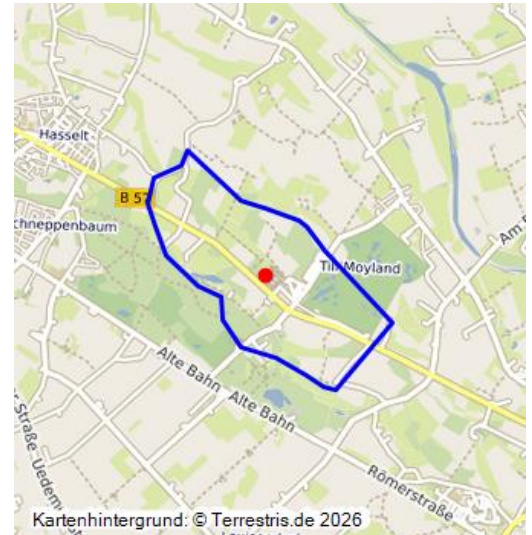 Hasselt
B 57
chneppenbaum
Till Moyland
Alte Bahn
Alte Bahn
Römerstraße
Kartenhintergrund: © Terrestris.de 2026